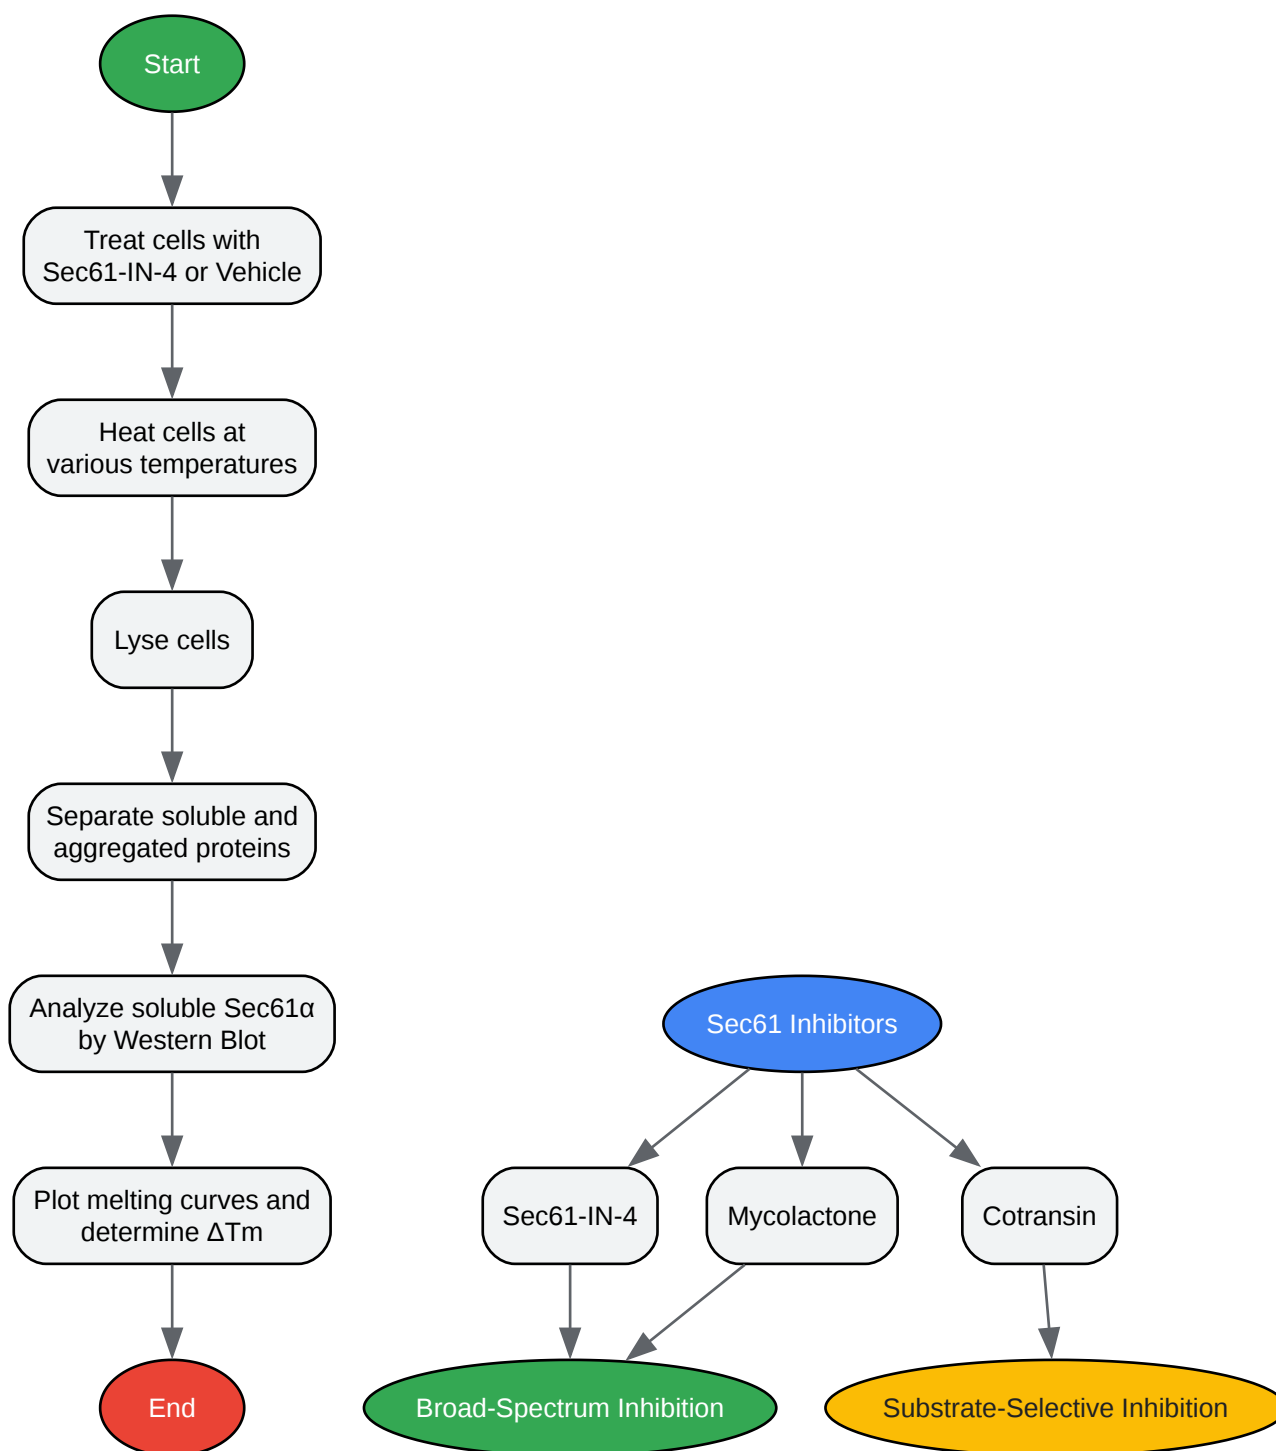 Start
Treat cells with
Sec61-IN-4 or Vehicle
Heat cells at
various temperatures
Lyse cells
Separate soluble and
aggregated proteins
Analyze soluble Sec61α
by Western Blot
Plot melting curves and
determine ΔTm
End
Sec61 Inhibitors
Sec61-IN-4
Mycolactone
Cotransin
Broad-Spectrum Inhibition
Substrate-Selective Inhibition